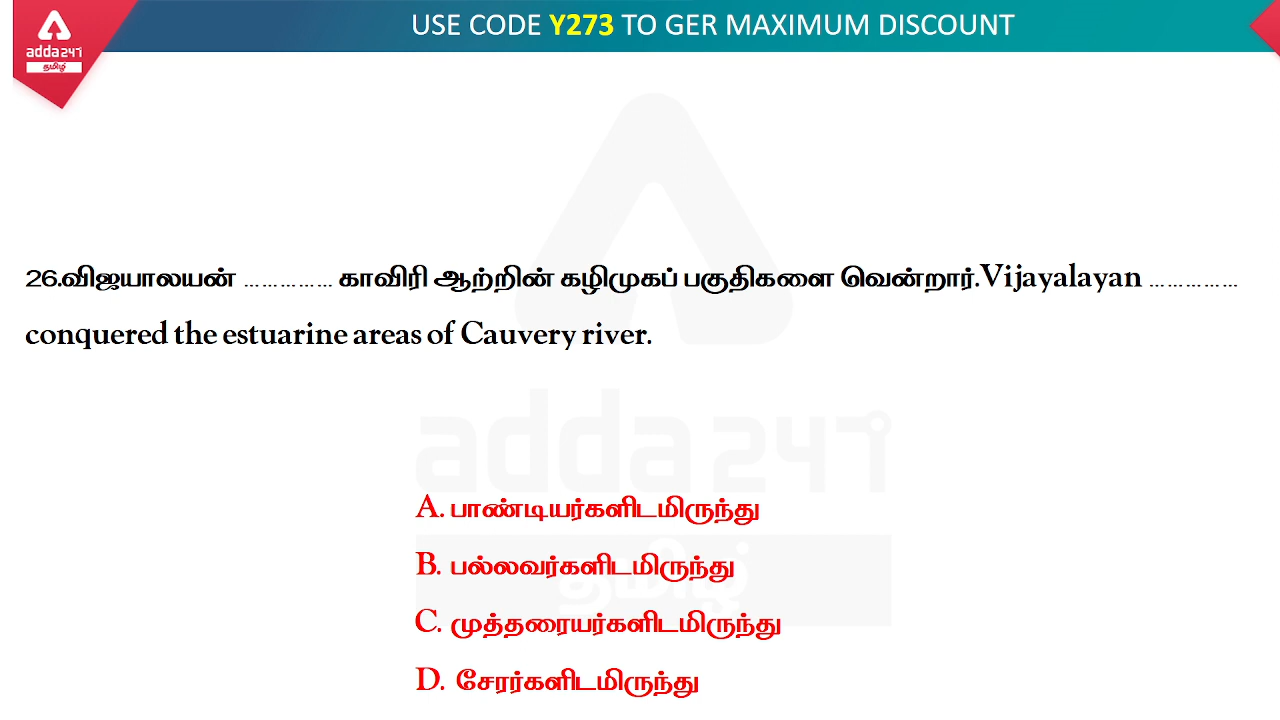 USE CODE Y273 TO GER MAXIMUM DISCOUNT
adda247
தமிழ்
26.விஜயாலயன் …………… காவிரி ஆற்றின் கழிமுகப் பகுதிகளை வென்றார்.Vijayalayan ……………
conquered the estuarine areas of Cauvery river.
adda247
தமிழ்
A. பாண்டியர்களிடமிருந்து
B. பல்லவர்களிடமிருந்து
C. முத்தரையர்களிடமிருந்து
D. சேரர்களிடமிருந்து